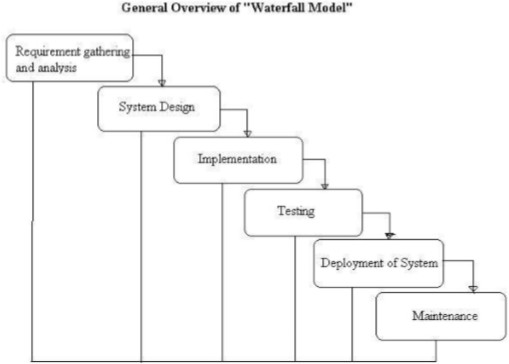 General Overview of "Waterfall Model"
Requirement gathering
and analysis
System Design
Implementation
Testing
Deployment of System
Maintenance